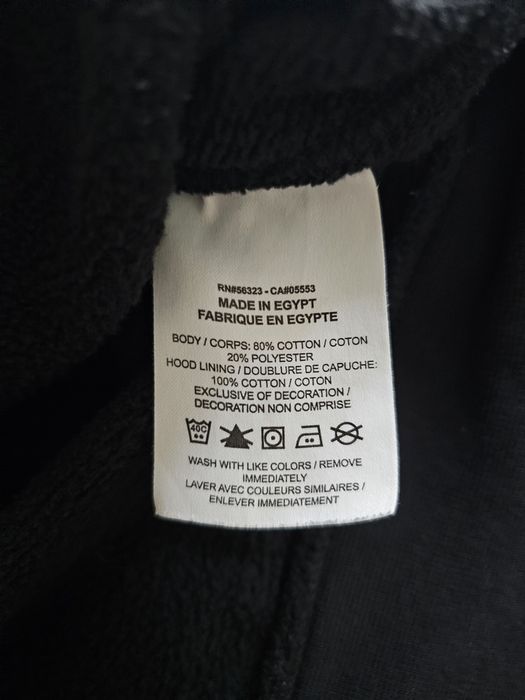 RN#56323 - CA#05553
MADE IN EGYPT
FABRIQUE EN EGYPTE
BODY / CORPS: 80% COTTON / COTON
20% POLYESTER
HOOD LINING / DOUBLURE DE CAPUCHE:
100% COTTON / COTON
EXCLUSIVE OF DECORATION /
DECORATION NON COMPRISE
40C
WASH WITH LIKE COLORS / REMOVE
IMMEDIATELY
LAVER AVEC COULEURS SIMILAIRES /
ENLEVER IMMEDIATEMENT